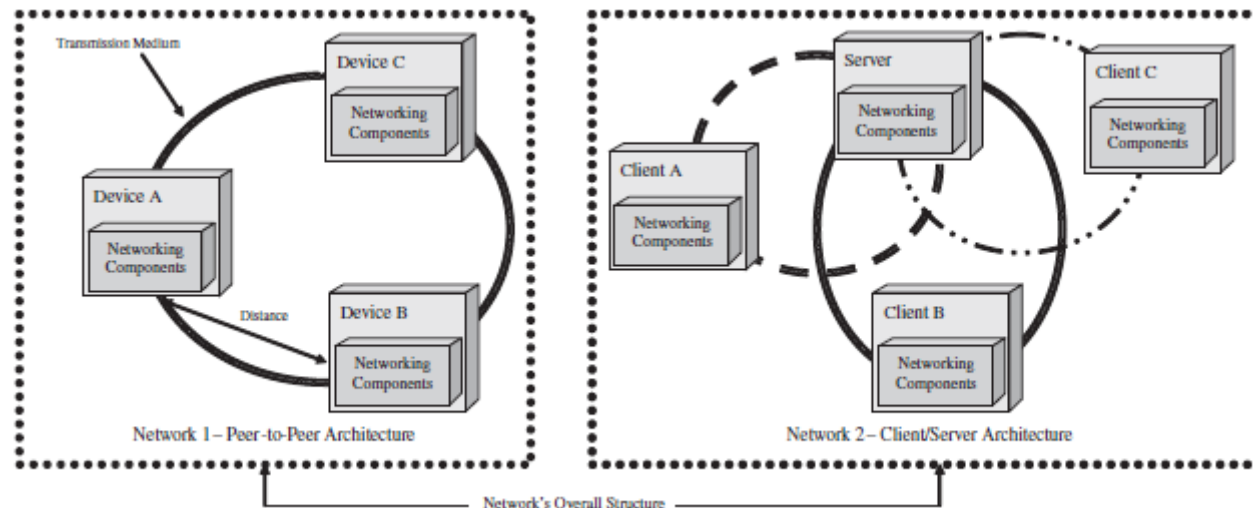 Transmission Medium
Device C
Networking
Components
Device A
Networking
Components
Distance
Device B
Networking
Components
Network 1– Peer-to-Peer Architecture
Server
Networking
Components
Client C
Networking
Components
Client A
Networking
Components
Client B
Networking
Components
Network 2– Client/Server Architecture
Network's Overall Structure